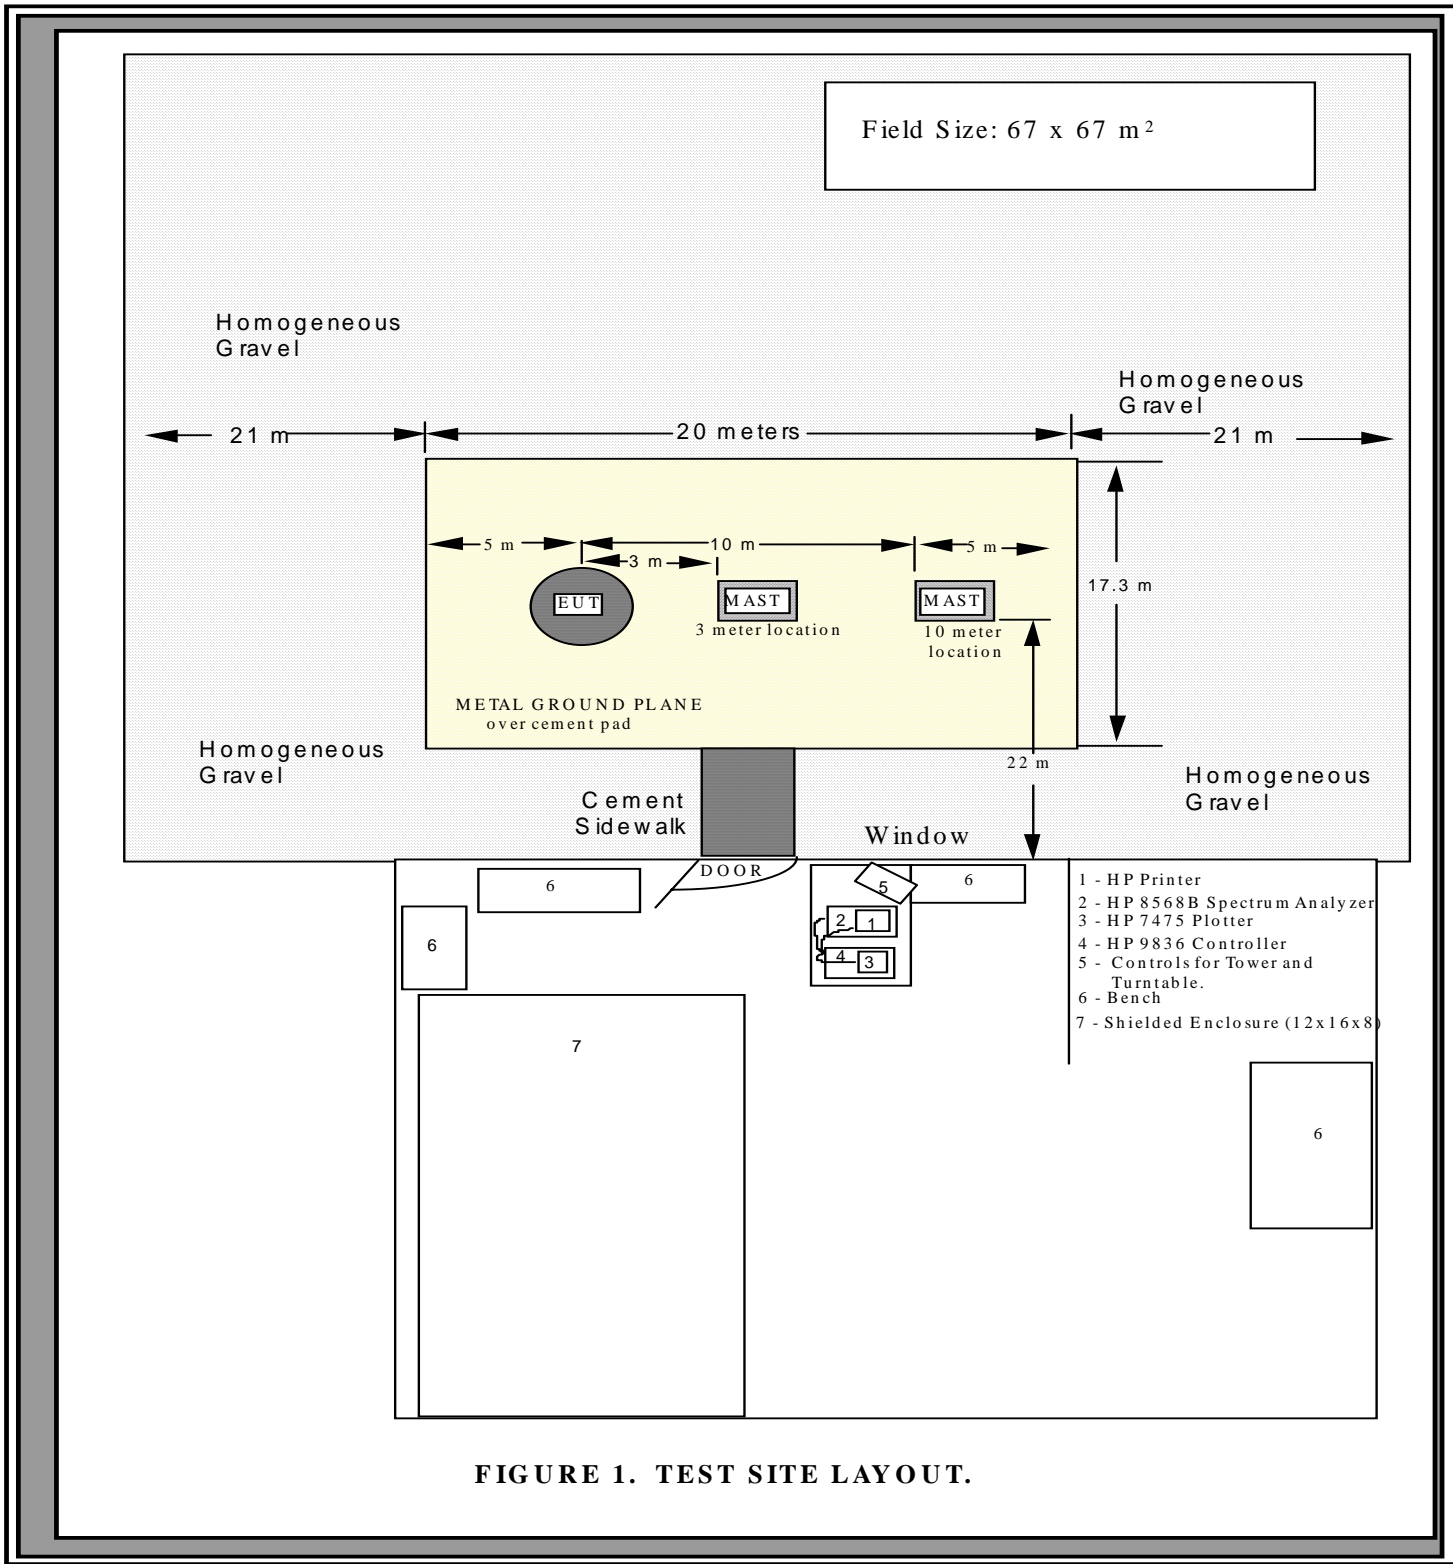 Field Size: 67 x 67 m²
Homogeneous
Gravel
Homogeneous
Gravel
21 m
20 meters
21 m
5 m
10 m
5 m
3 m
17.3 m
EUT
MAST
MAST
3 meter location
10 meter
location
METAL GROUND PLANE
over cement pad
Homogeneous
Gravel
22 m
Homogeneous
Gravel
Cement
Sidewalk
Window
DOOR
6
5
6
6
2
1
4
3
1 - HP Printer
2 - HP 8568B Spectrum Analyzer
3 - HP 7475 Plotter
4 - HP 9836 Controller
5 - Controls for Tower and
Turntable.
6 - Bench
7 - Shielded Enclosure (12x16x8)
7
6
FIGURE 1. TEST SITE LAYOUT.